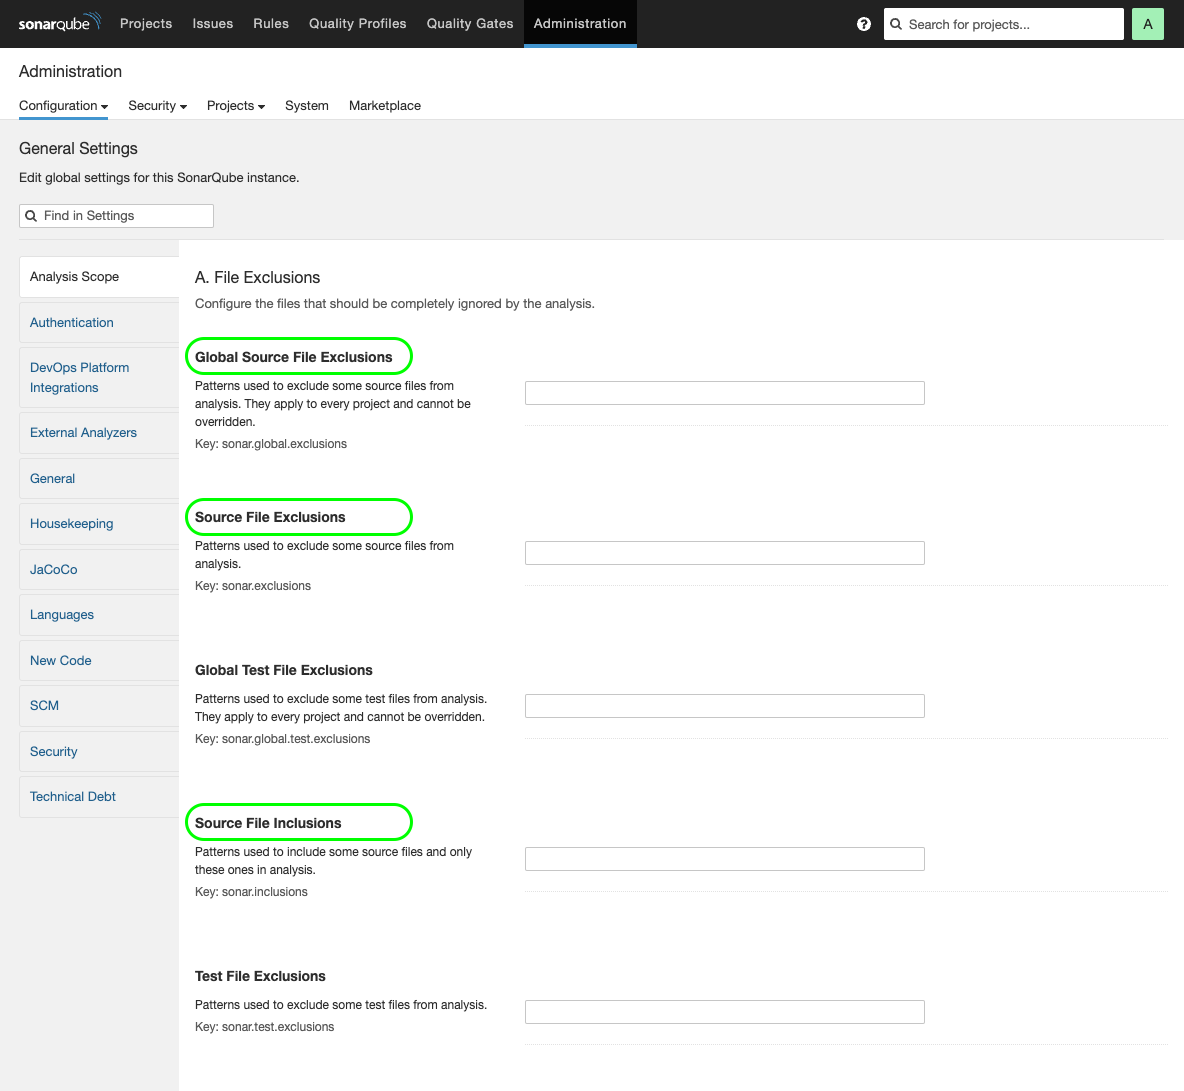 sonarqube Projects Issues Rules Quality Profiles Quality Gates Administration ? Search for projects... A
Administration
Configuration Security Projects System Marketplace
General Settings
Edit global settings for this SonarQube instance.
Find in Settings
Analysis Scope
Authentication
DevOps Platform
Integrations
External Analyzers
General
Housekeeping
JaCoCo
Languages
New Code
SCM
Security
Technical Debt
A. File Exclusions
Configure the files that should be completely ignored by the analysis.
Global Source File Exclusions
Patterns used to exclude some source files from
analysis. They apply to every project and cannot be
overridden.
Key: sonar.global.exclusions
Source File Exclusions
Patterns used to exclude some source files from
analysis.
Key: sonar.exclusions
Global Test File Exclusions
Patterns used to exclude some test files from analysis.
They apply to every project and cannot be overridden.
Key: sonar.global.test.exclusions
Source File Inclusions
Patterns used to include some source files and only
these ones in analysis.
Key: sonar.inclusions
Test File Exclusions
Patterns used to exclude some test files from analysis.
Key: sonar.test.exclusions